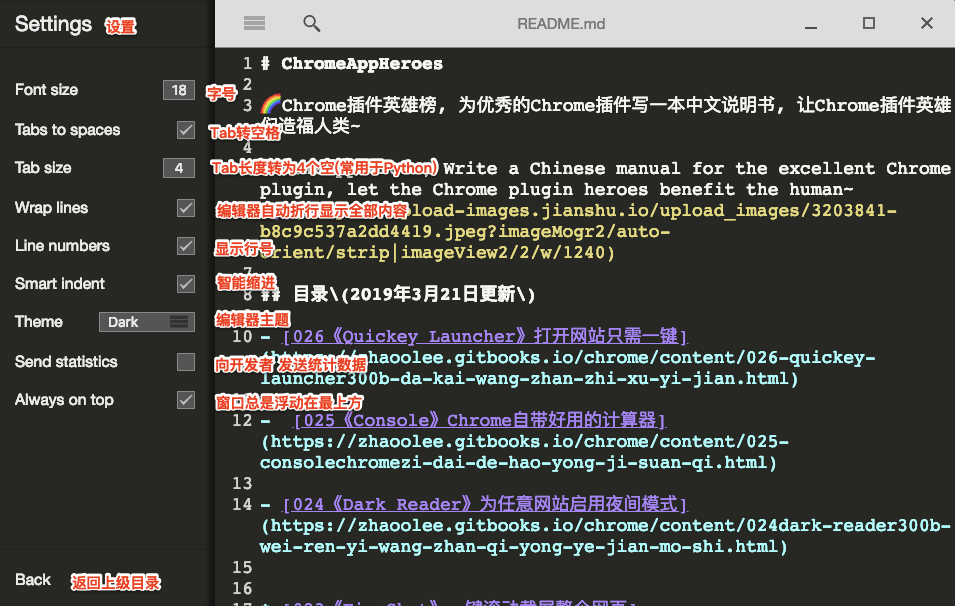 Settings 设置
Font size 18 字号
Tabs to spaces Tab转空格
Tab size 4 Tab长度转为4个空(常用于Python)
Wrap lines 编辑器自动折行显示全部内容
Line numbers 显示行号
Smart indent 智能缩进
Theme Dark 编辑器主题
Send statistics 向开发者 发送统计数据
Always on top 窗口总是浮动在最上方
Back 返回上级目录
README.md
1 # ChromeAppHeroes
2
3 🌈Chrome插件英雄榜, 为优秀的Chrome插件写一本中文说明书, 让Chrome插件英雄
们造福人类~
4
Write a Chinese manual for the excellent Chrome
plugin, let the Chrome plugin heroes benefit the human~
load-images.jianshu.io/upload_images/3203841-
b8c9c537a2dd4419.jpeg?imageMogr2/auto-
orient/strip|imageView2/2/w/1240)
7
8 ## 目录\(2019年3月21日更新\)
10 - [026《Quickey Launcher》打开网站只需一键]
zhaoolee.gitbooks.io/chrome/content/026-quickey-
launcher300b-da-kai-wang-zhan-zhi-xu-yi-jian.html)
12 - [025《Console》Chrome自带好用的计算器]
(https://zhaoolee.gitbooks.io/chrome/content/025-
consolechromezi-dai-de-hao-yong-ji-suan-qi.html)
13
14 - [024《Dark Reader》为任意网站启用夜间模式]
(https://zhaoolee.gitbooks.io/chrome/content/024dark-reader300b-
wei-ren-yi-wang-zhan-qi-yong-ye-jian-mo-shi.html)
15
16